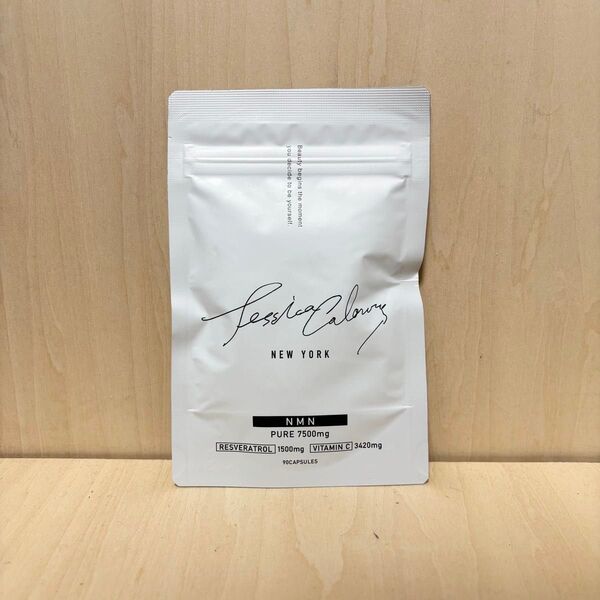 Beauty begins the moment
you decide to be yourself.
Jessica
NEW YORK
NMN
PURE 7500mg
RESVERATROL 1500mg VITAMIN C 3420mg
90CAPSULES